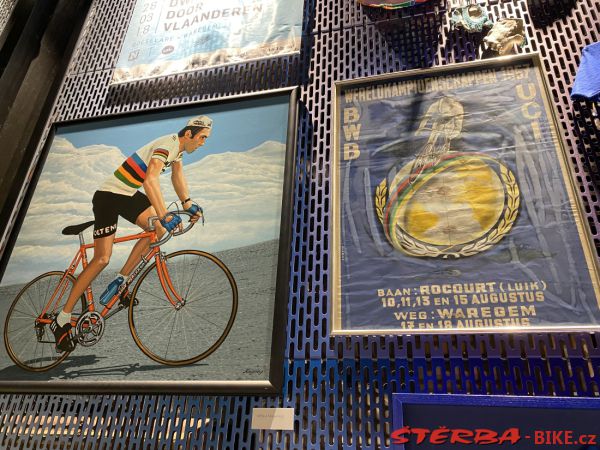 DOOR
VLAANDEREN
WERELDKAMPIOENSCHAPPEN 1957
BWB
UCI
OLTENI
BAAN: ROCOURT (LUIK)
10, 11, 13 EN 15 AUGUSTUS
WEG: WAREGEM
17 EN 18 AUGUSTUS
ŠTĚRBA-BIKE.cz